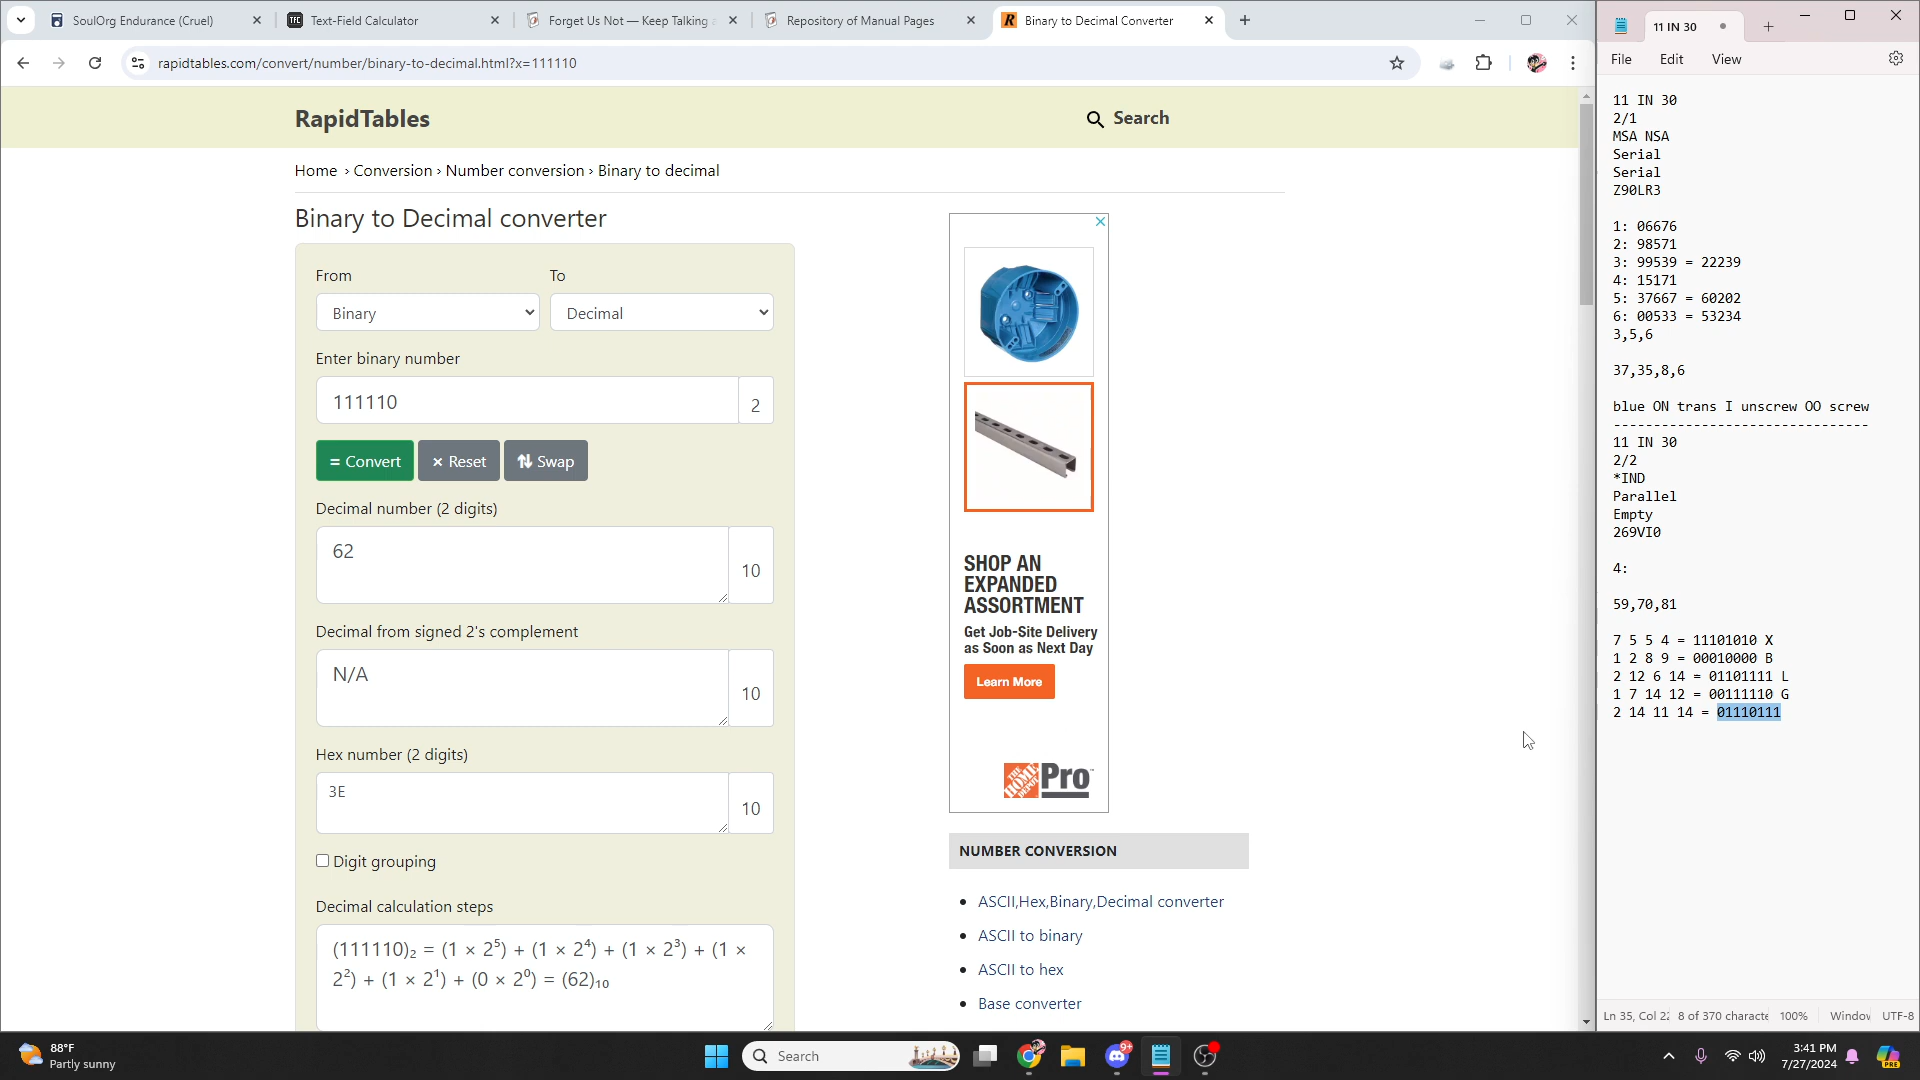 SoulOrg Endurance (Cruel)
TFC Text-Field Calculator
Forget Us Not — Keep Talking
Repository of Manual Pages
R Binary to Decimal Converter
rapidtables.com/convert/number/binary-to-decimal.html?x=111110
RapidTables
Search
Home › Conversion › Number conversion › Binary to decimal
Binary to Decimal converter
From
To
Binary
Decimal
Enter binary number
111110
2
= Convert
× Reset
Swap
Decimal number (2 digits)
62
10
Decimal from signed 2's complement
N/A
10
Hex number (2 digits)
3E
10
Digit grouping
Decimal calculation steps
(111110)₂ = (1 × 2⁵) + (1 × 2⁴) + (1 × 2³) + (1 ×
2²) + (1 × 2¹) + (0 × 2⁰) = (62)₁₀
SHOP AN
EXPANDED
ASSORTMENT
Get Job-Site Delivery
as Soon as Next Day
Learn More
THE HOME DEPOT Pro
NUMBER CONVERSION
ASCII,Hex,Binary,Decimal converter
ASCII to binary
ASCII to hex
Base converter
11 IN 30
File
Edit
View
11 IN 30
2/1
MSA NSA
Serial
Serial
Z90LR3
1: 06676
2: 98571
3: 99539 = 22239
4: 15171
5: 37667 = 60202
6: 00533 = 53234
3,5,6
37,35,8,6
blue ON trans I unscrew OO screw
--------------------------------
11 IN 30
2/2
*IND
Parallel
Empty
269VI0
4:
59,70,81
7 5 5 4 = 11101010 X
1 2 8 9 = 00010000 B
2 12 6 14 = 01101111 L
1 7 14 12 = 00111110 G
2 14 11 14 = 01110111
Ln 35, Col 22
8 of 370 characte
100%
Window
UTF-8
88°F
Partly sunny
Search
9+
3:41 PM
7/27/2024
PRE